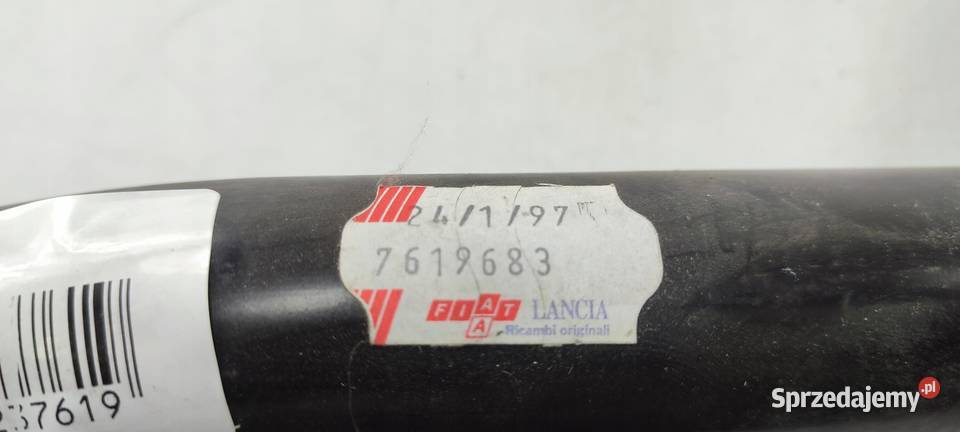 24/1/97
7619683
FIAT LANCIA
A
Ricambi originali
237619
Sprzedajemy.pl